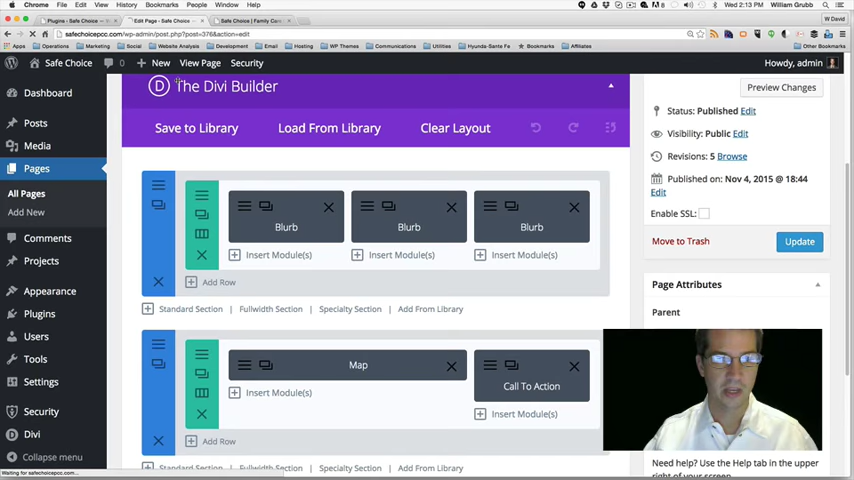 Chrome File Edit View History Bookmarks People Window Help
Wed 2:13 PM William Grubb
Plugins - Safe Choice
Edit Page - Safe Choice
Safe Choice | Family Car
W David
safechoicepcc.com/wp-admin/post.php?post=376&action=edit
Apps Operations Marketing Social Website Analysis Development Email Hosting WP Themes Communications Utilities Hyunda-Sante Fe Bookmarks
Other Bookmarks
Safe Choice 0 New View Page Security
Howdy, admin
Dashboard
Posts
Media
Pages
All Pages
Add New
Comments
Projects
Appearance
Plugins
Users
Tools
Settings
Security
Divi
Collapse menu
Waiting for safechoicepcc.com...
D The Divi Builder
Save to Library Load From Library Clear Layout
Blurb Blurb Blurb
Insert Module(s) Insert Module(s) Insert Module(s)
Add Row
Standard Section | Fullwidth Section | Specialty Section | Add From Library
Map
Call To Action
Insert Module(s)
Insert Module(s)
Add Row
Standard Section | Fullwidth Section | Specialty Section | Add From Library
Preview Changes
Status: Published Edit
Visibility: Public Edit
Revisions: 5 Browse
Published on: Nov 4, 2015 @ 18:44
Edit
Enable SSL:
Move to Trash
Update
Page Attributes
Parent
Need help? Use the Help tab in the upper
right of your screen.